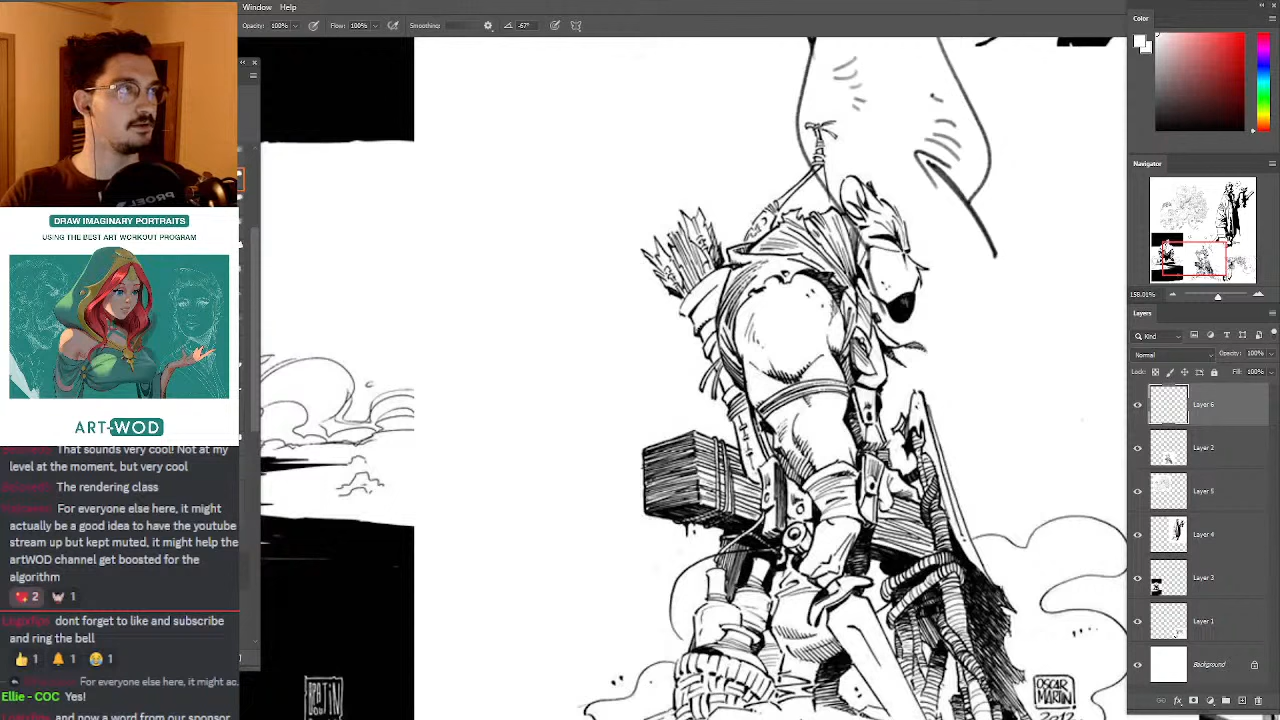 Window Help
Opacity: 100% Flow: 100% Smoothing: -67°
Color
Navigator
158.01%
Layers
Kind
Normal Opacity: 100%
Lock: Fill: 100%
Layer 6
Layer 2
Layer 5
Layer 4
Layer 3
Layer 1
Background
PROEL
DRAW IMAGINARY PORTRAITS
USING THE BEST ART WORKOUT PROGRAM
ART-WOD
That sounds very cool! Not at my
level at the moment, but very cool
The rendering class
For everyone else here, it might
actually be a good idea to have the youtube
stream up but kept muted, it might help the
artWOD channel get boosted for the
algorithm
2 1
dont forget to like and subscribe
and ring the bell
1 1 1
For everyone else here, it might ac
Ellie - COC Yes!
and now a word from our sponsor
OSCAR
MARTIN
2012